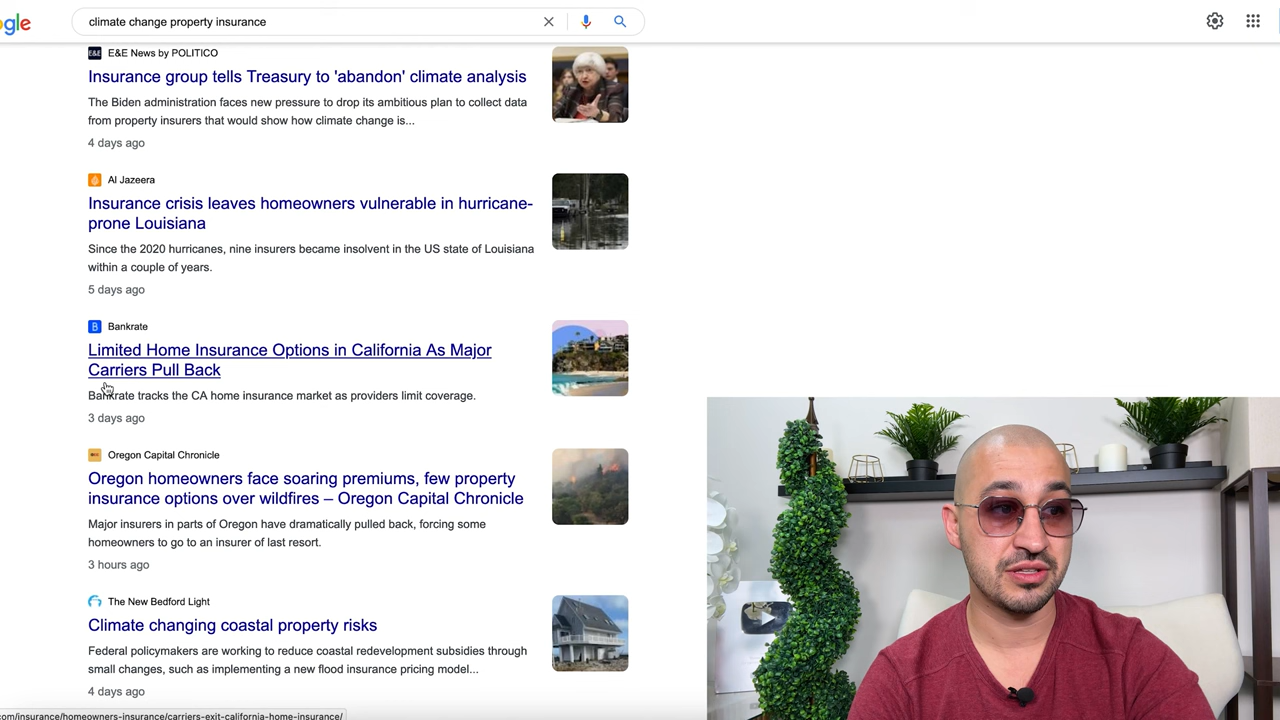 gle
climate change property insurance
E&E
E&E News by POLITICO
Insurance group tells Treasury to 'abandon' climate analysis
The Biden administration faces new pressure to drop its ambitious plan to collect data
from property insurers that would show how climate change is...
4 days ago
Al Jazeera
Insurance crisis leaves homeowners vulnerable in hurricane-
prone Louisiana
Since the 2020 hurricanes, nine insurers became insolvent in the US state of Louisiana
within a couple of years.
5 days ago
B
Bankrate
Limited Home Insurance Options in California As Major
Carriers Pull Back
Bankrate tracks the CA home insurance market as providers limit coverage.
3 days ago
Oregon Capital Chronicle
Oregon homeowners face soaring premiums, few property
insurance options over wildfires – Oregon Capital Chronicle
Major insurers in parts of Oregon have dramatically pulled back, forcing some
homeowners to go to an insurer of last resort.
3 hours ago
The New Bedford Light
Climate changing coastal property risks
Federal policymakers are working to reduce coastal redevelopment subsidies through
small changes, such as implementing a new flood insurance pricing model...
4 days ago
com/insurance/homeowners-insurance/carriers-exit-california-home-insurance/